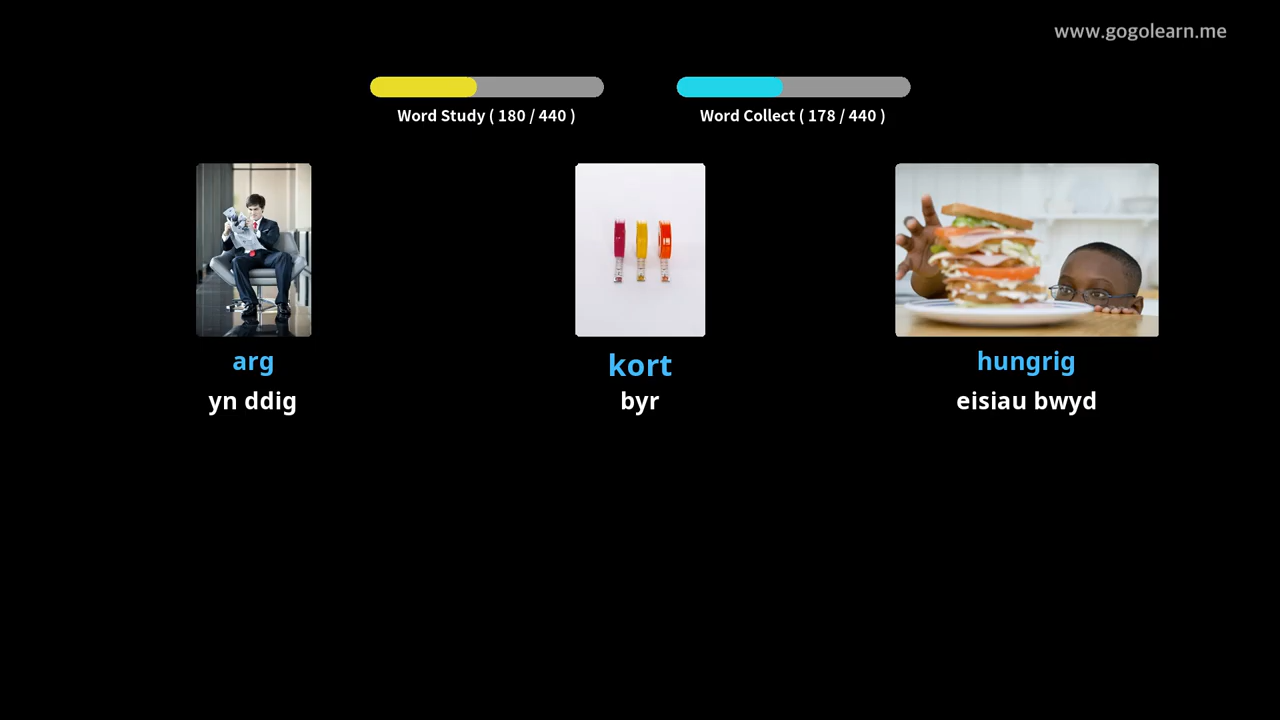 www.gogolearn.me
Word Study ( 180 / 440 )
Word Collect ( 178 / 440 )
arg
yn ddig
kort
byr
hungrig
eisiau bwyd